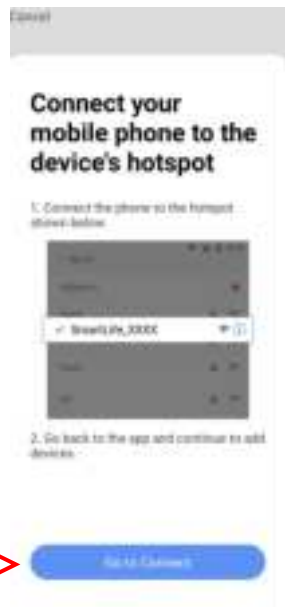 Cancel
Connect your
mobile phone to the
device's hotspot
1. Connect the phone to the hotspot
shown below
SmartLife_XXXX
2. Go back to the app and continue to add
devices
Go to Connect